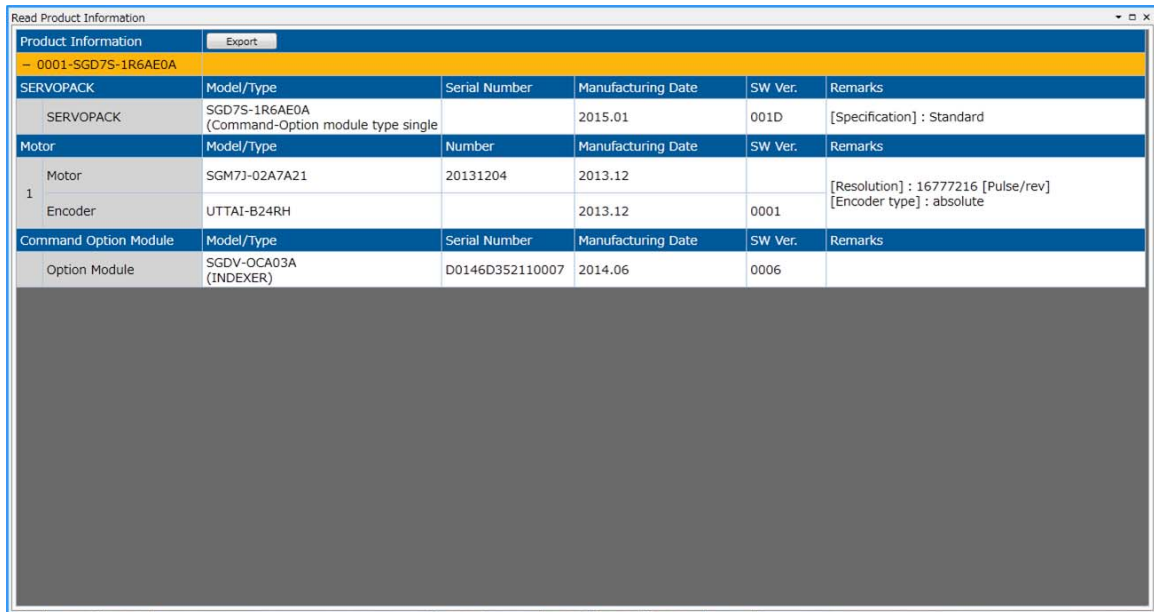 Read Product Information
Product Information Export
− 0001-SGD7S-1R6AE0A
SERVOPACK Model/Type Serial Number Manufacturing Date SW Ver. Remarks
SERVOPACK SGD7S-1R6AE0A 2015.01 001D [Specification] : Standard
(Command-Option module type single
Motor Model/Type Number Manufacturing Date SW Ver. Remarks
1 Motor SGM7J-02A7A21 20131204 2013.12
[Resolution] : 16777216 [Pulse/rev]
[Encoder type] : absolute
Encoder UTTAI-B24RH 2013.12 0001
Command Option Module Model/Type Serial Number Manufacturing Date SW Ver. Remarks
Option Module SGDV-OCA03A D0146D352110007 2014.06 0006
(INDEXER)